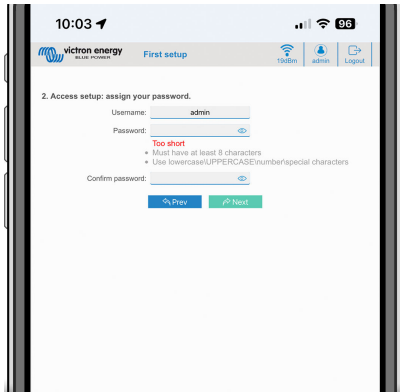 10:03
96
victron energy
BLUE POWER
First setup
19dBm
admin
Logout
2. Access setup: assign your password.
Username: admin
Password:
Too short
Must have at least 8 characters
Use lowercase\UPPERCASE\number\special characters
Confirm password:
Prev
Next